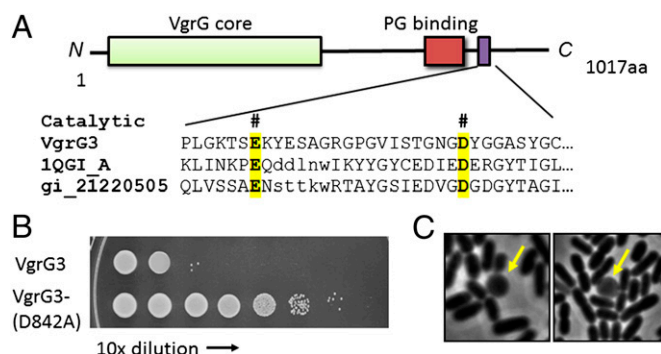 A
VgrG core
PG binding
N
C
1
1017aa
Catalytic # #
VgrG3 PLGKTSEKYESAGRGPGVISTGNGDYGGASYGC...
1QGI_A KLINKPEQddlnwIKYYGYCEDIEDERGYTIGL...
gi_21220505 QLVSSAENsttkwRTAYGSIEDVGDGDGYTAGI...
B
C
VgrG3
VgrG3-
(D842A)
10x dilution